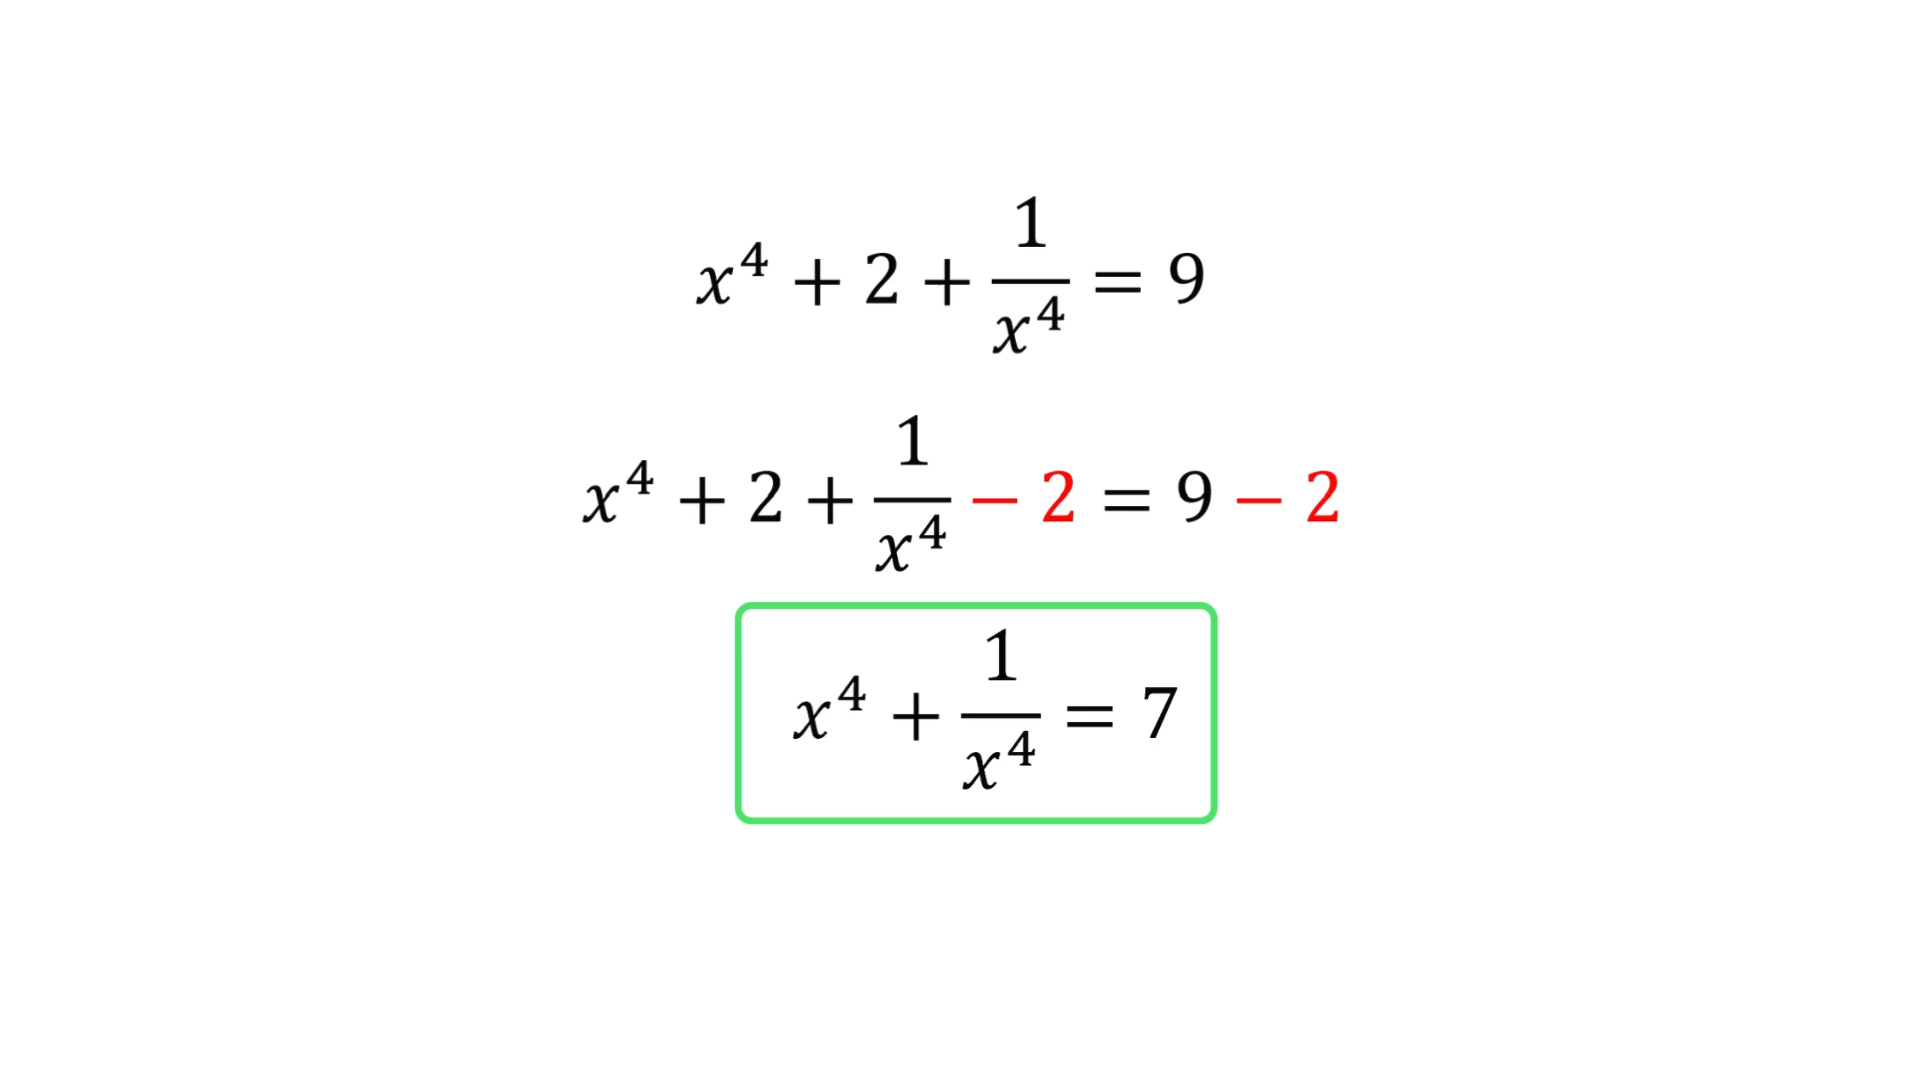 x⁴ + 2 + 1/x⁴ = 9
x⁴ + 2 + 1/x⁴ − 2 = 9 − 2
x⁴ + 1/x⁴ = 7